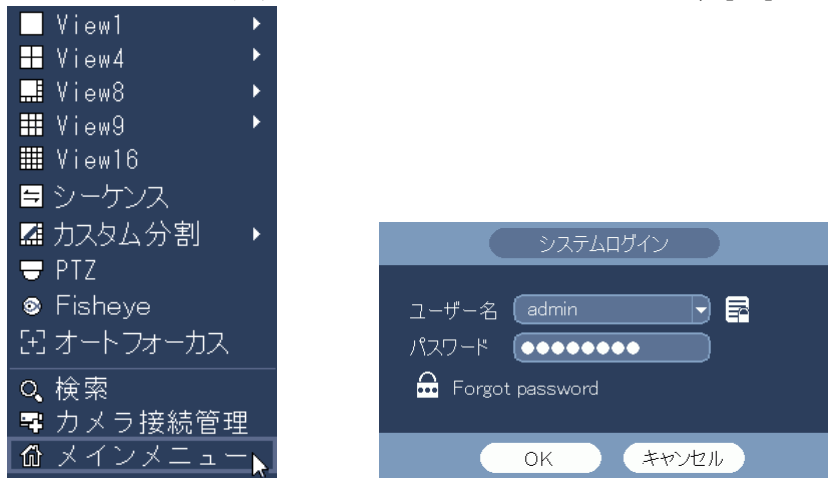 View1
View4
View8
View9
View16
シーケンス
カスタム分割
PTZ
Fisheye
オートフォーカス
検索
カメラ接続管理
メインメニュー
システムログイン
ユーザー名 admin
パスワード ●●●●●●●●
Forgot password
OK キャンセル